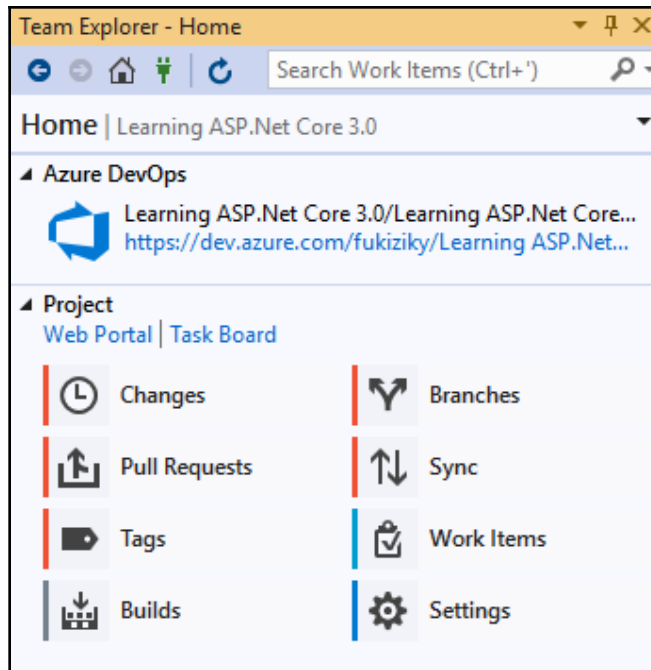 Team Explorer - Home
Search Work Items (Ctrl+')
Home | Learning ASP.Net Core 3.0
Azure DevOps
Learning ASP.Net Core 3.0/Learning ASP.Net Core...
https://dev.azure.com/fukiziky/Learning ASP.Net...
Project
Web Portal | Task Board
Changes
Branches
Pull Requests
Sync
Tags
Work Items
Builds
Settings